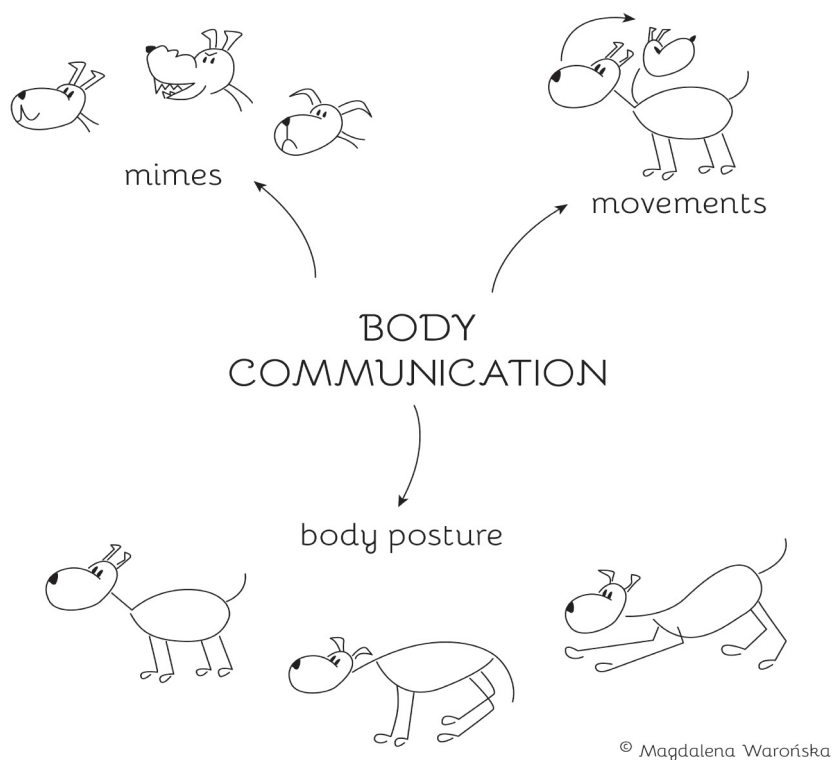 mimes
movements
BODY
COMMUNICATION
body posture
© Magdalena Warońska